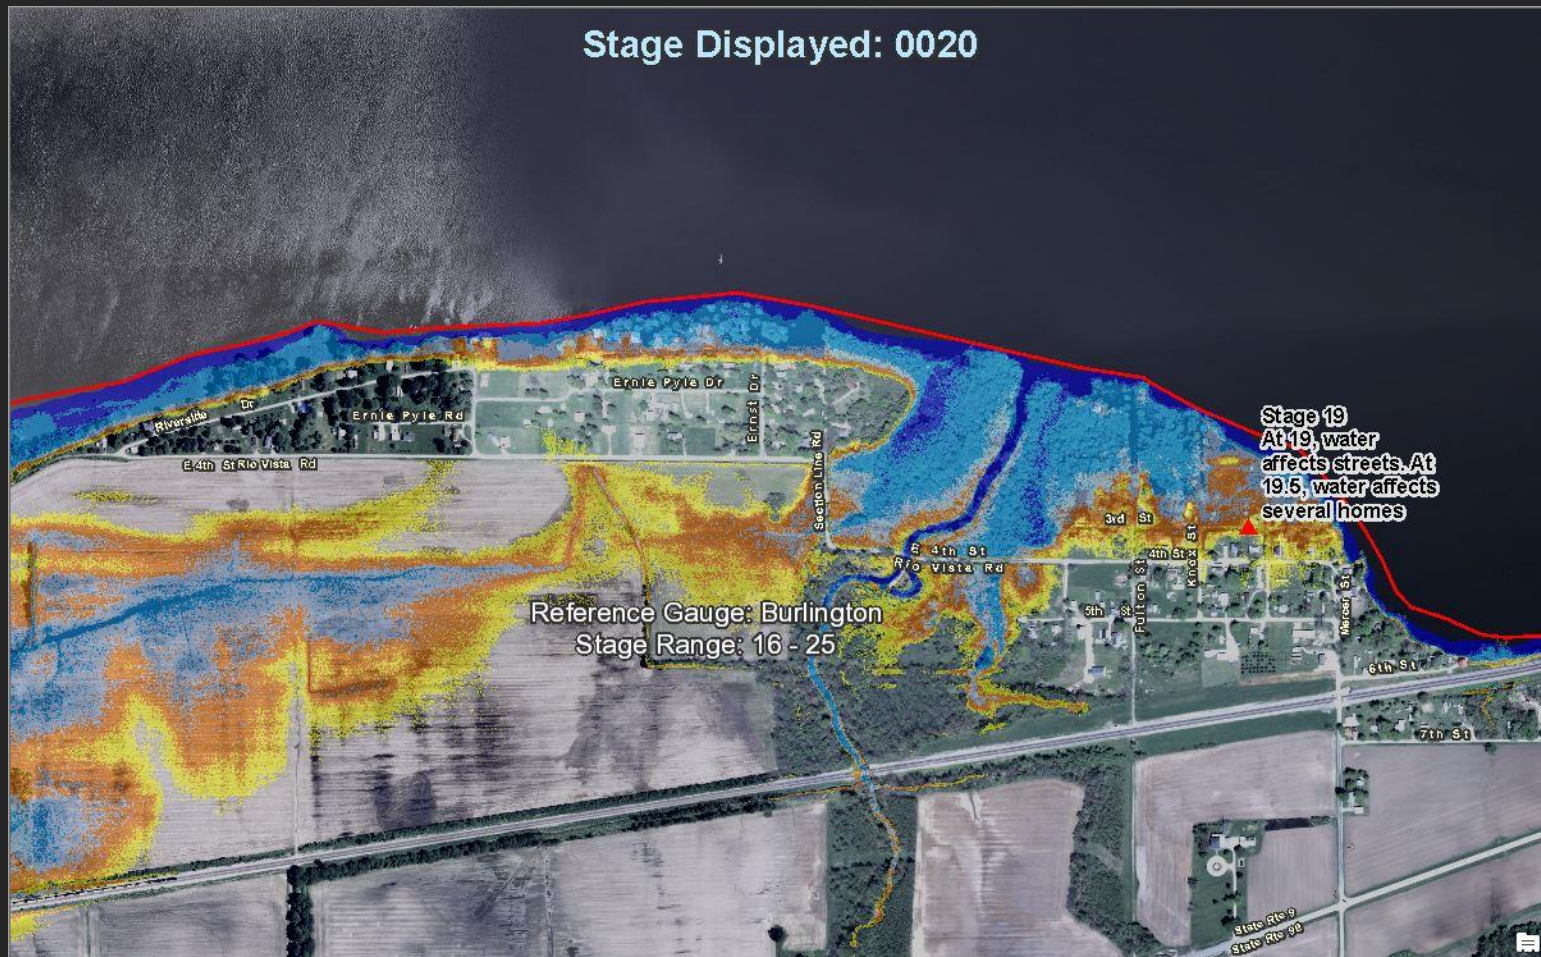 Stage Displayed: 0020
Ernie Pyle Dr
Ernst Dr
Riverside Dr
Ernie Pyle Rd
Stage 19
At 19, water
affects streets. At
19.5, water affects
several homes
E 4th St Rio Vista Rd
Section Line Rd
3rd St
Knox St
E 4th St
Rio Vista Rd
4th St
Fulton St
Mercer St
Reference Gauge: Burlington
Stage Range: 16 - 25
5th St
6th St
7th St
State Rte 9
State Rte 96